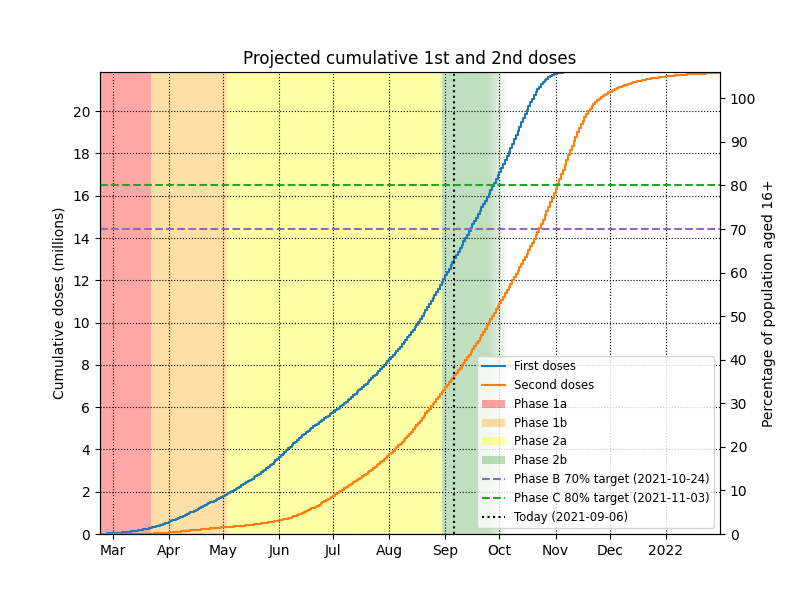 Projected cumulative 1st and 2nd doses
Cumulative doses (millions)
20
18
16
14
12
10
8
6
4
2
0
100
90
80
70
60
50
40
30
20
10
0
Percentage of population aged 16+
First doses
Second doses
Phase 1a
Phase 1b
Phase 2a
Phase 2b
Phase B 70% target (2021-10-24)
Phase C 80% target (2021-11-03)
Today (2021-09-06)
Mar Apr May Jun Jul Aug Sep Oct Nov Dec 2022